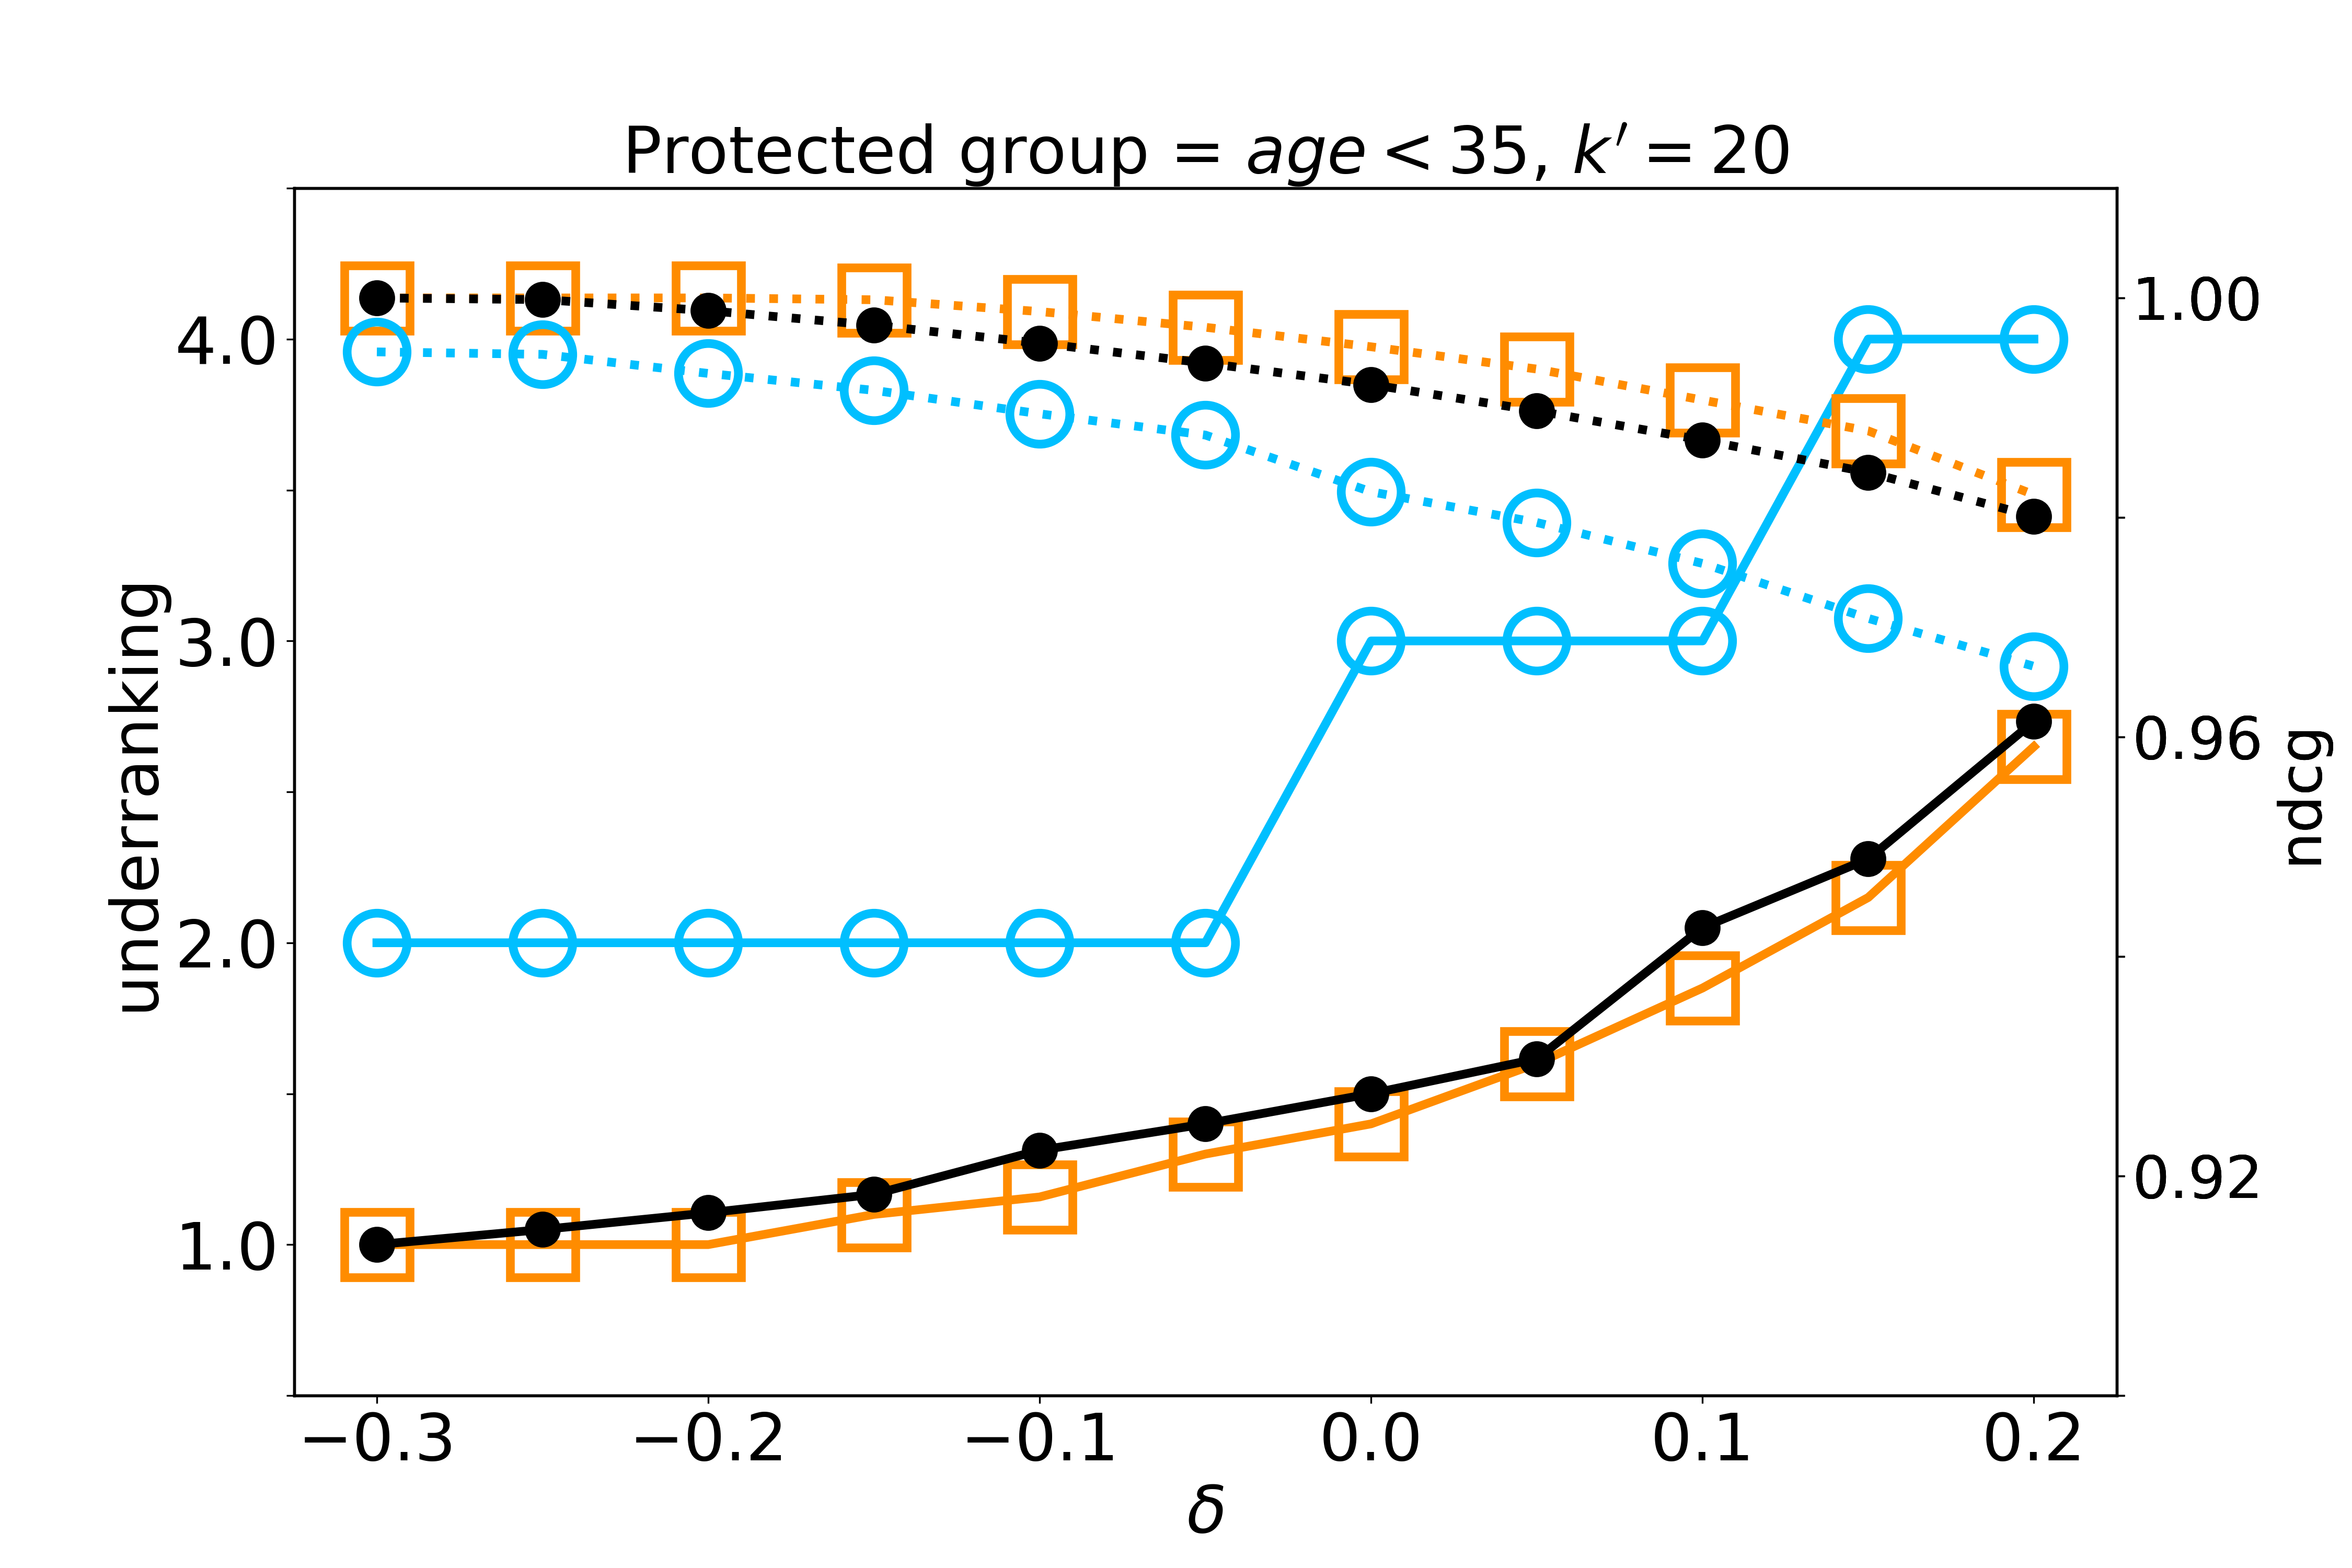 Protected group = age < 35, k′ = 20
underranking
4.0
3.0
2.0
1.0
1.00
0.96
0.92
ndcg
−0.3 −0.2 −0.1 0.0 0.1 0.2
δ